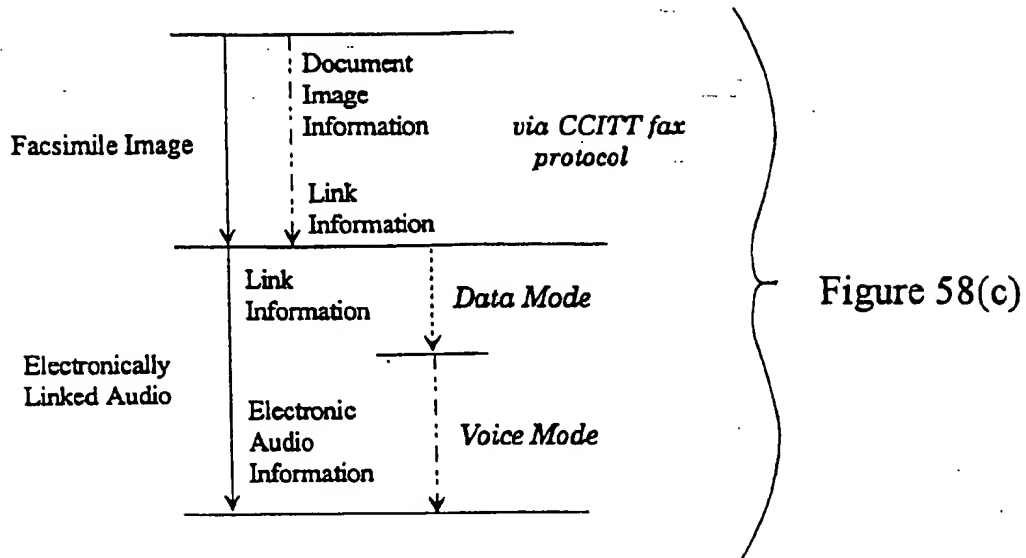 Document
Image
Information
Facsimile Image
via CCITT fax
protocol
Link
Information
Link
Information
Data Mode
Figure 58(c)
Electronically
Linked Audio
Electronic
Audio
Information
Voice Mode